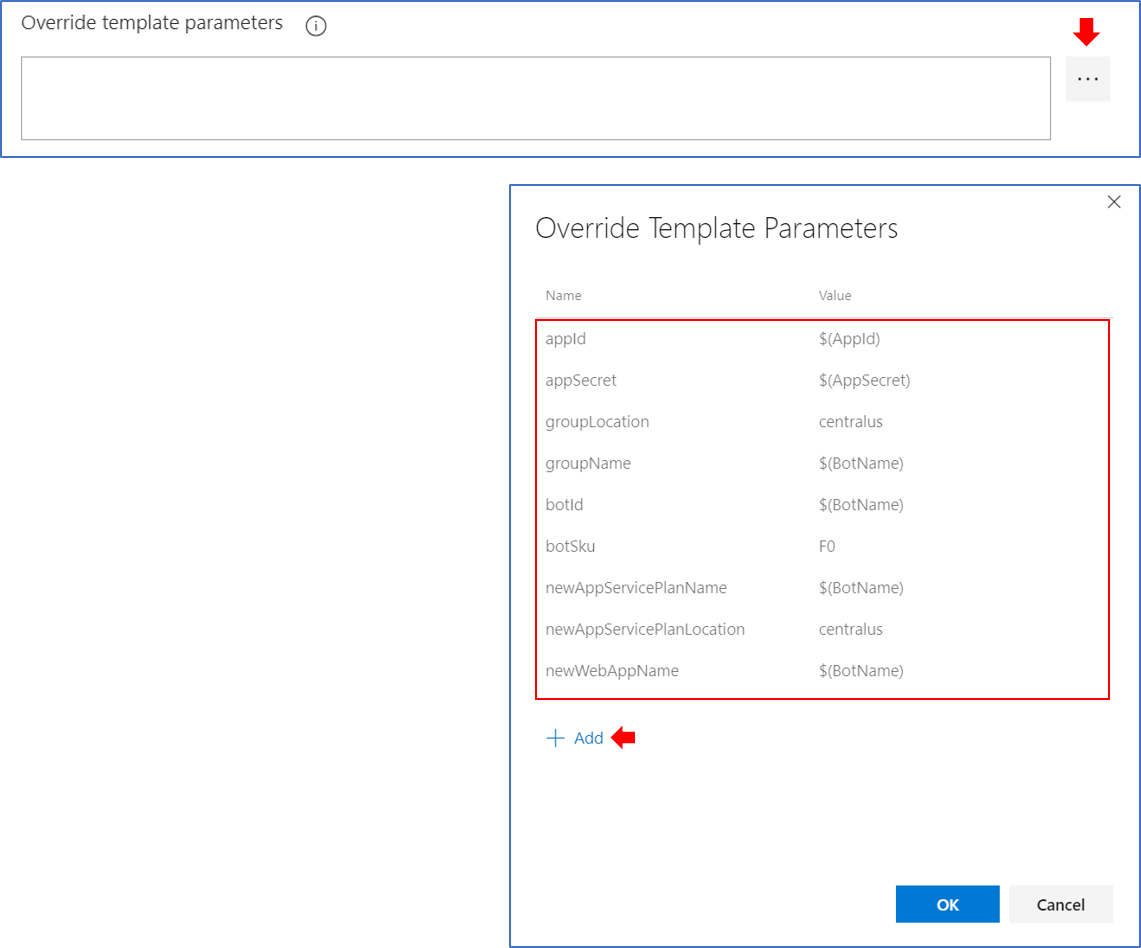 Override template parameters
...
Override Template Parameters
Name Value
appId $(AppId)
appSecret $(AppSecret)
groupLocation centralus
groupName $(BotName)
botId $(BotName)
botSku F0
newAppServicePlanName $(BotName)
newAppServicePlanLocation centralus
newWebAppName $(BotName)
+ Add
OK Cancel